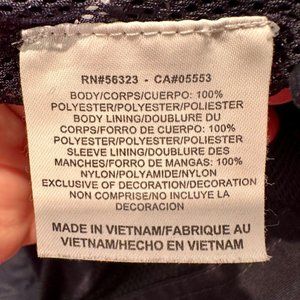 RN#56323 - CA#05553
BODY/CORPS/CUERPO: 100%
POLYESTER/POLYESTER/POLIESTER
BODY LINING/DOUBLURE DU
CORPS/FORRO DE CUERPO: 100%
POLYESTER/POLYESTER/POLIESTER
SLEEVE LINING/DOUBLURE DES
MANCHES/FORRO DE MANGAS: 100%
NYLON/POLYAMIDE/NYLON
EXCLUSIVE OF DECORATION/DECORATION
NON COMPRISE/NO INCLUYE LA
DECORACION
MADE IN VIETNAM/FABRIQUE AU
VIETNAM/HECHO EN VIETNAM